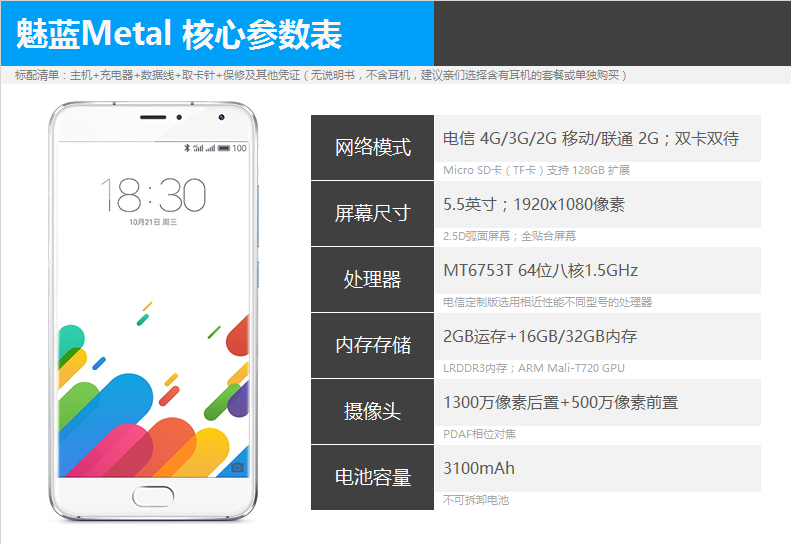 魅蓝Metal 核心参数表
标配清单：主机+充电器+数据线+取卡针+保修及其他凭证（无说明书，不含耳机，建议亲们选择含有耳机的套餐或单独购买）
100
18:30
10月21日 周三
网络模式
电信 4G/3G/2G 移动/联通 2G；双卡双待
Micro SD卡（TF卡）支持 128GB 扩展
屏幕尺寸
5.5英寸；1920x1080像素
2.5D弧面屏幕；全贴合屏幕
处理器
MT6753T 64位八核1.5GHz
电信定制版选用相近性能不同型号的处理器
内存存储
2GB运存+16GB/32GB内存
LRDDR3内存；ARM Mali-T720 GPU
摄像头
1300万像素后置+500万像素前置
PDAF相位对焦
电池容量
3100mAh
不可拆卸电池